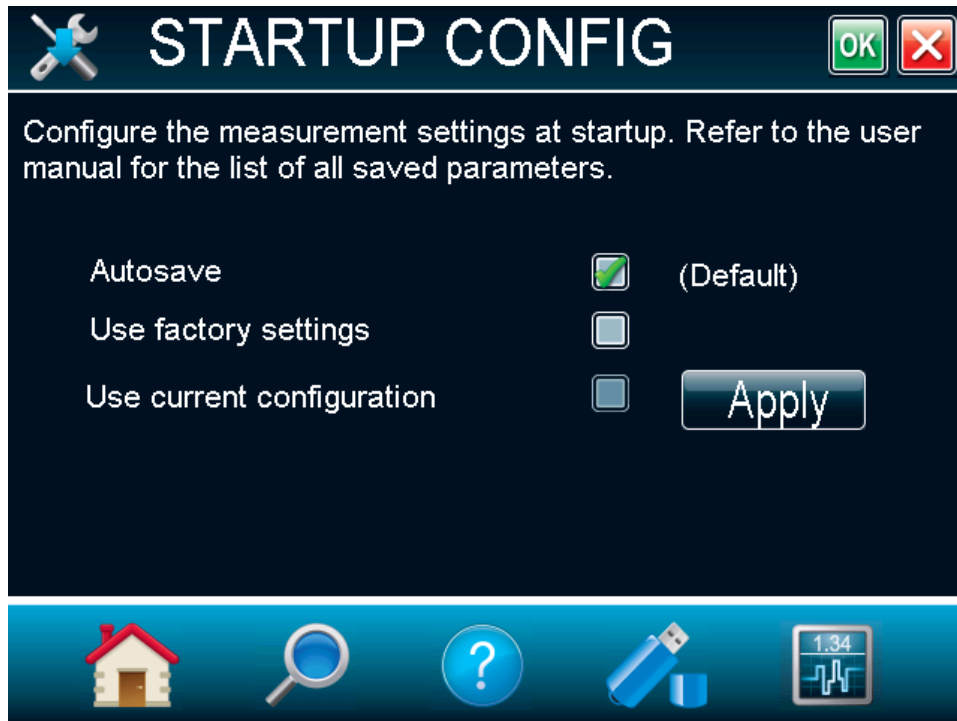 STARTUP CONFIG
OK
Configure the measurement settings at startup. Refer to the user
manual for the list of all saved parameters.
Autosave (Default)
Use factory settings
Use current configuration Apply
?
1.34